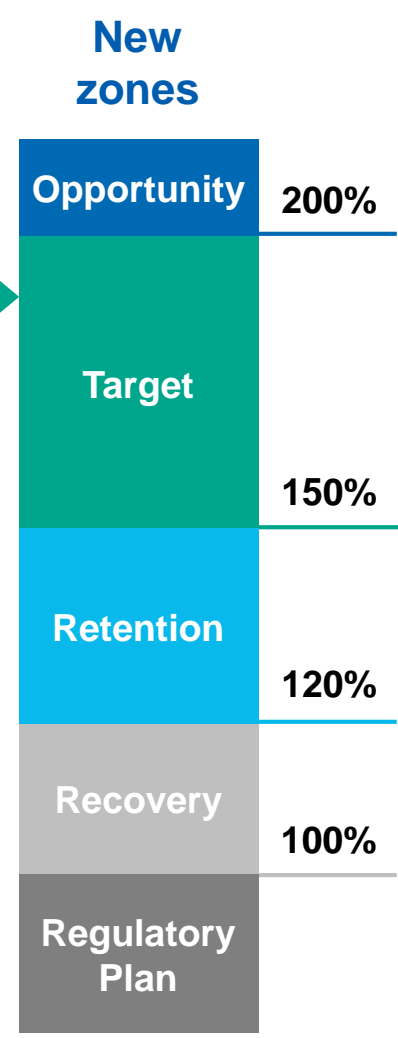 New
zones
Opportunity
200%
Target
150%
Retention
120%
Recovery
100%
Regulatory
Plan